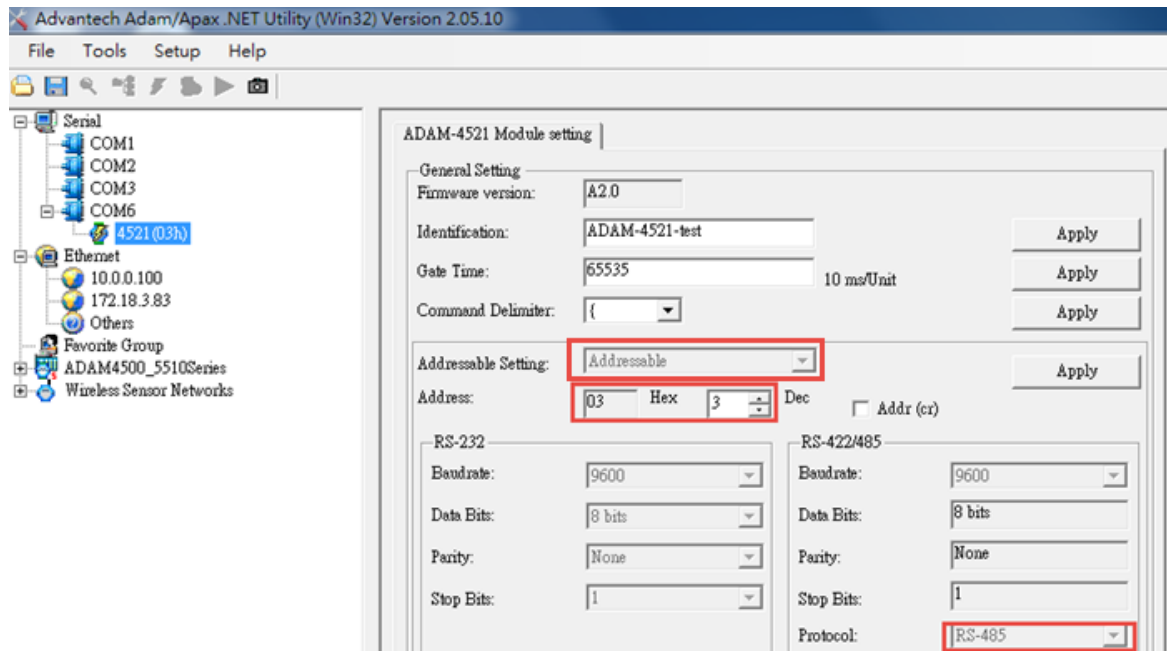 Advantech Adam/Apax .NET Utility (Win32) Version 2.05.10
File Tools Setup Help
Serial
COM1
COM2
COM3
COM6
4521(03h)
Ethernet
10.0.0.100
172.18.3.83
Others
Favorite Group
ADAM4500_5510Series
Wireless Sensor Networks
ADAM-4521 Module setting
General Setting
Firmware version: A2.0
Identification: ADAM-4521-test Apply
Gate Time: 65535 10 ms/Unit Apply
Command Delimiter: { Apply
Addressable Setting: Addressable Apply
Address: 03 Hex 3 Dec Addr (cr)
RS-232
Baudrate: 9600
Data Bits: 8 bits
Parity: None
Stop Bits: 1
RS-422/485
Baudrate: 9600
Data Bits: 8 bits
Parity: None
Stop Bits: 1
Protocol: RS-485